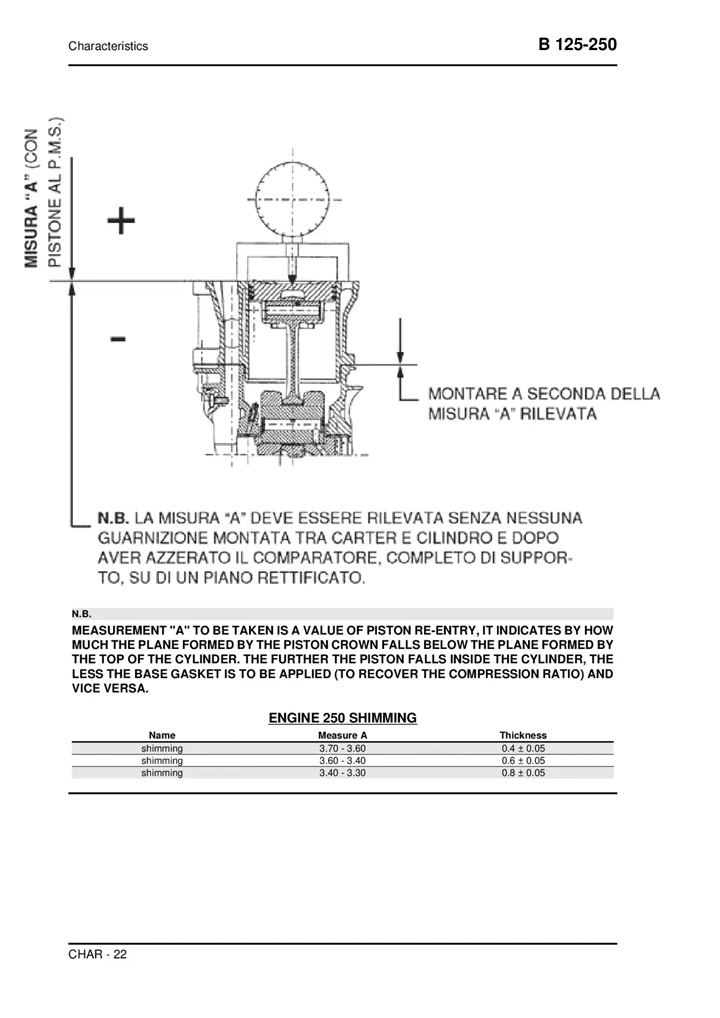 Characteristics
B 125-250
MISURA “A” (CON
PISTONE AL P.M.S.)
+
-
MONTARE A SECONDA DELLA
MISURA “A” RILEVATA
N.B. LA MISURA “A” DEVE ESSERE RILEVATA SENZA NESSUNA
GUARNIZIONE MONTATA TRA CARTER E CILINDRO E DOPO
AVER AZZERATO IL COMPARATORE, COMPLETO DI SUPPOR-
TO, SU DI UN PIANO RETTIFICATO.
N.B.
MEASUREMENT "A" TO BE TAKEN IS A VALUE OF PISTON RE-ENTRY, IT INDICATES BY HOW
MUCH THE PLANE FORMED BY THE PISTON CROWN FALLS BELOW THE PLANE FORMED BY
THE TOP OF THE CYLINDER. THE FURTHER THE PISTON FALLS INSIDE THE CYLINDER, THE
LESS THE BASE GASKET IS TO BE APPLIED (TO RECOVER THE COMPRESSION RATIO) AND
VICE VERSA.
ENGINE 250 SHIMMING
Name Measure A Thickness
shimming 3.70 - 3.60 0.4 ± 0.05
shimming 3.60 - 3.40 0.6 ± 0.05
shimming 3.40 - 3.30 0.8 ± 0.05
CHAR - 22